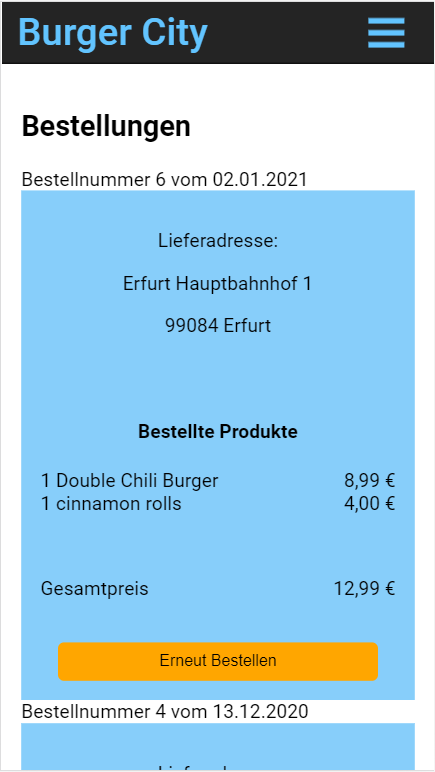 Burger City
Bestellungen
Bestellnummer 6 vom 02.01.2021
Lieferadresse:
Erfurt Hauptbahnhof 1
99084 Erfurt
Bestellte Produkte
1 Double Chili Burger 8,99 €
1 cinnamon rolls 4,00 €
Gesamtpreis 12,99 €
Erneut Bestellen
Bestellnummer 4 vom 13.12.2020